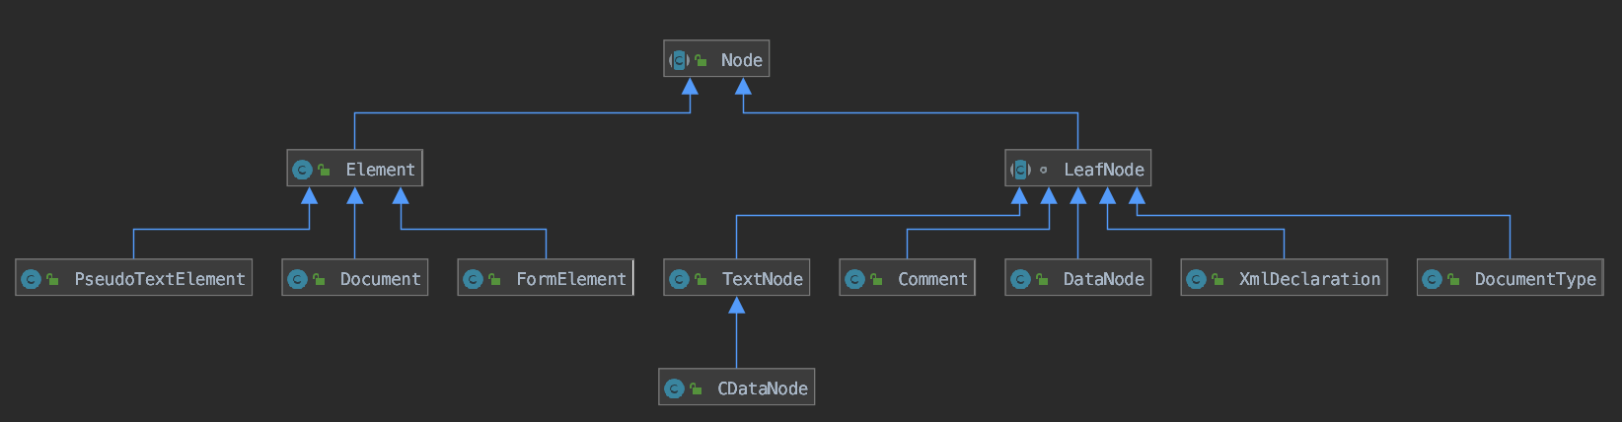 Node
Element
LeafNode
PseudoTextElement
Document
FormElement
TextNode
Comment
DataNode
XmlDeclaration
DocumentType
CDataNode